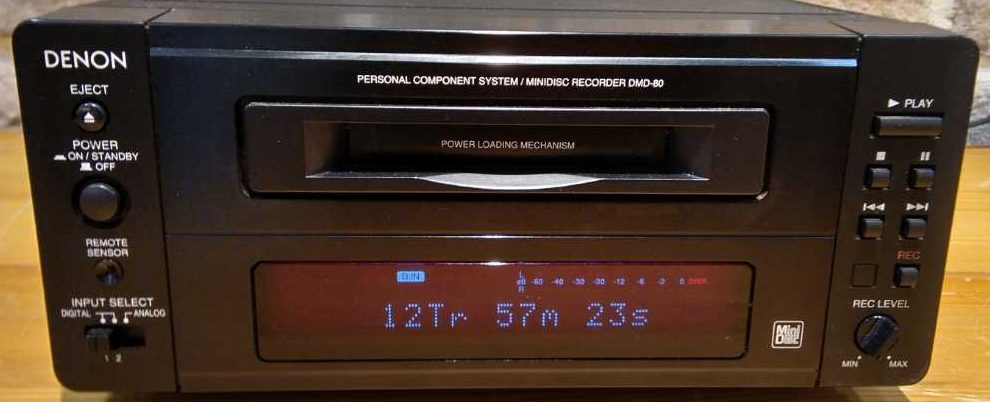 DENON
PERSONAL COMPONENT SYSTEM / MINIDISC RECORDER DMD-80
EJECT
POWER
ON / STANDBY
OFF
REMOTE
SENSOR
INPUT SELECT
DIGITAL
ANALOG
1 2
POWER LOADING MECHANISM
D.IN
L
dB -60 -40 -30 -20 -12 -6 -2 0 OVER
R
12Tr 57m 23s
Mini
Disc
PLAY
REC
REC LEVEL
MIN MAX